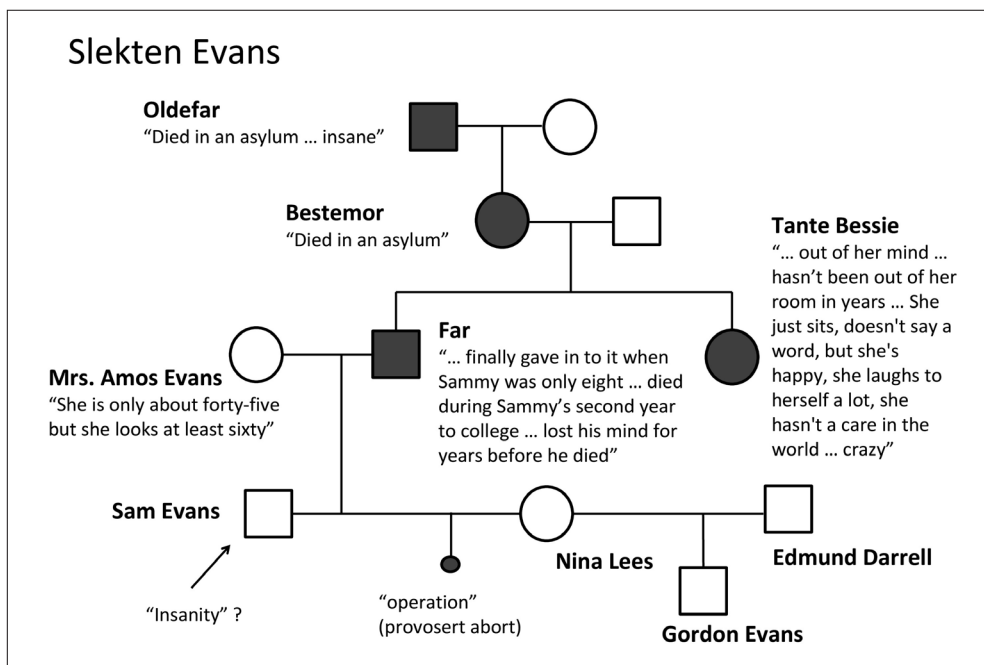 Slekten Evans
Oldefar
“Died in an asylum ... insane”
Bestemor
“Died in an asylum”
Tante Bessie
“... out of her mind ...
hasn’t been out of her
room in years ... She
just sits, doesn't say a
word, but she's
happy, she laughs to
herself a lot, she
hasn't a care in the
world ... crazy”
Far
“... finally gave in to it when
Sammy was only eight ... died
during Sammy’s second year
to college ... lost his mind for
years before he died”
Mrs. Amos Evans
“She is only about forty-five
but she looks at least sixty”
Sam Evans
“Insanity” ?
“operation”
(provosert abort)
Nina Lees
Edmund Darrell
Gordon Evans